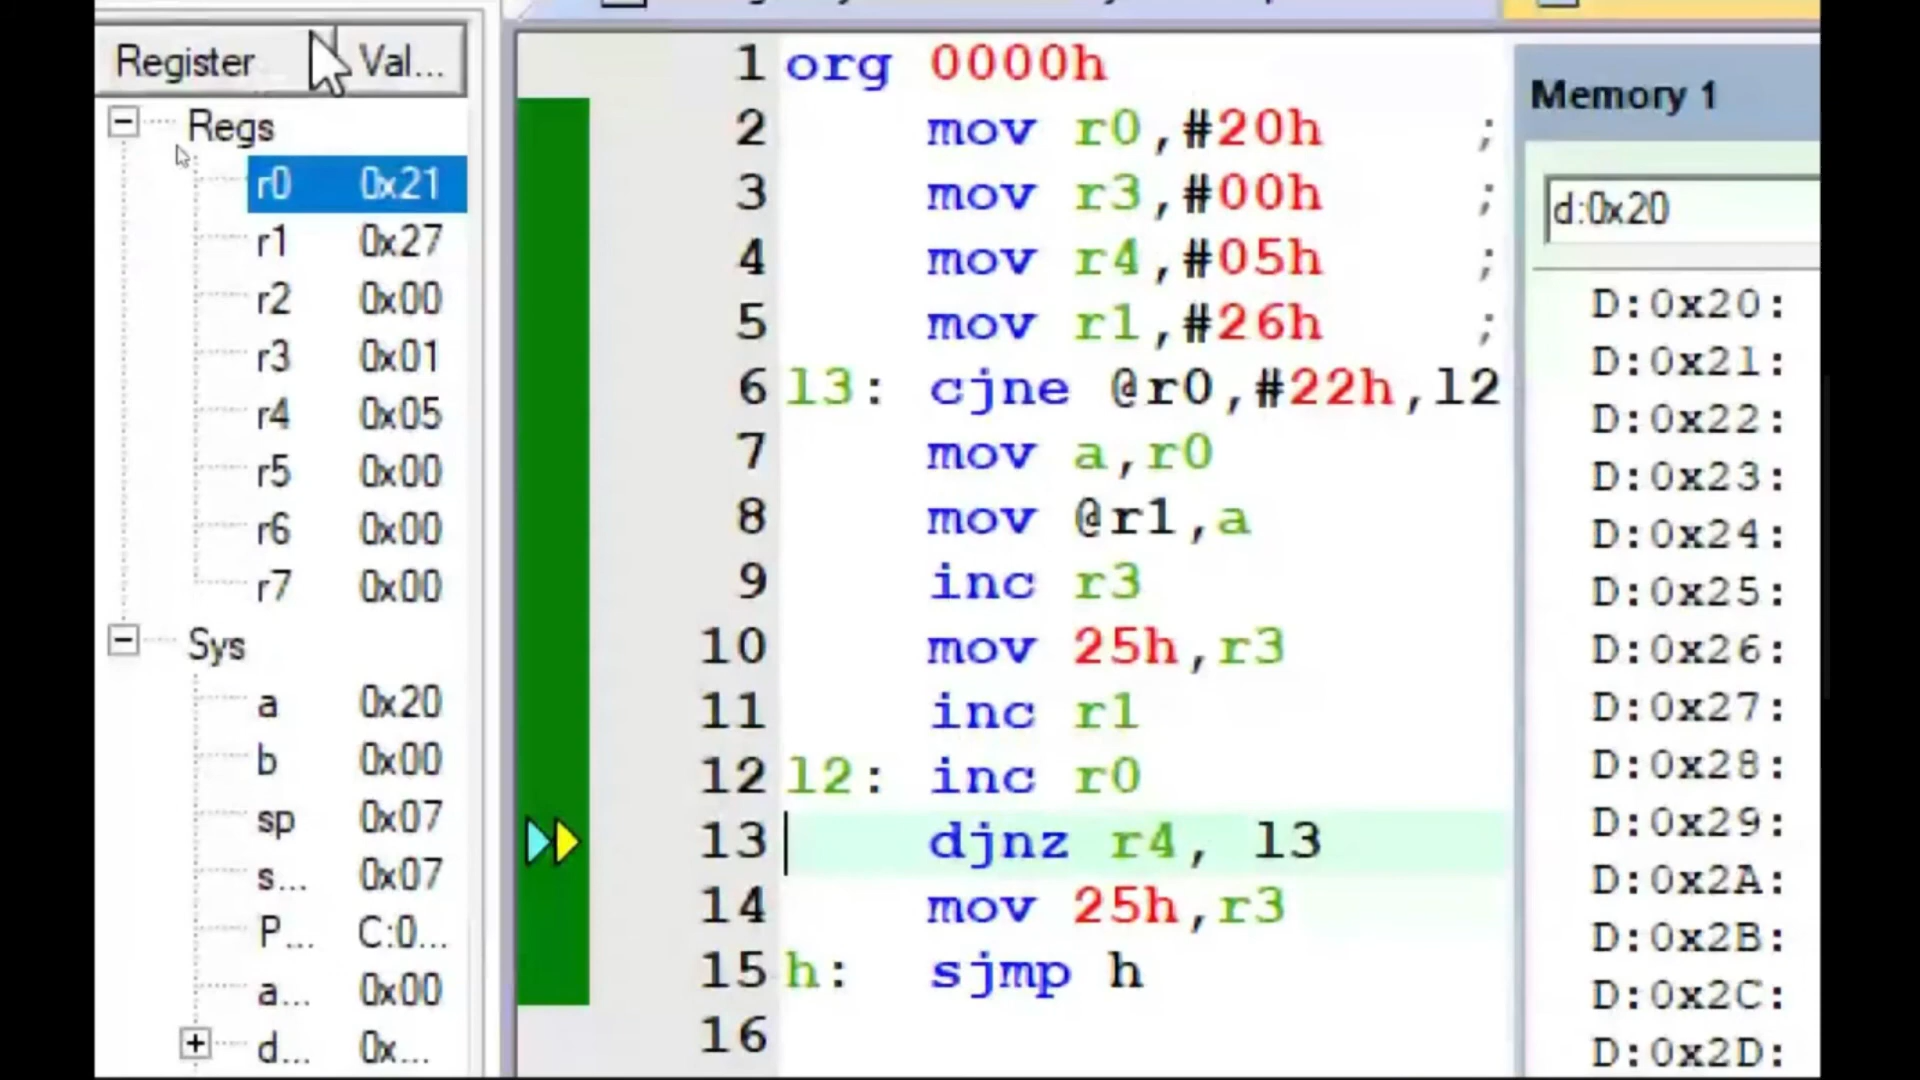 Register Val...
Regs
r0 0x21
r1 0x27
r2 0x00
r3 0x01
r4 0x05
r5 0x00
r6 0x00
r7 0x00
Sys
a 0x20
b 0x00
sp 0x07
s... 0x07
P... C:0...
a... 0x00
d... 0x...
1 org 0000h
2 mov r0,#20h ;
3 mov r3,#00h ;
4 mov r4,#05h ;
5 mov r1,#26h ;
6 l3: cjne @r0,#22h,l2
7 mov a,r0
8 mov @r1,a
9 inc r3
10 mov 25h,r3
11 inc r1
12 l2: inc r0
13 djnz r4, l3
14 mov 25h,r3
15 h: sjmp h
16
Memory 1
d:0x20
D:0x20:
D:0x21:
D:0x22:
D:0x23:
D:0x24:
D:0x25:
D:0x26:
D:0x27:
D:0x28:
D:0x29:
D:0x2A:
D:0x2B:
D:0x2C:
D:0x2D: